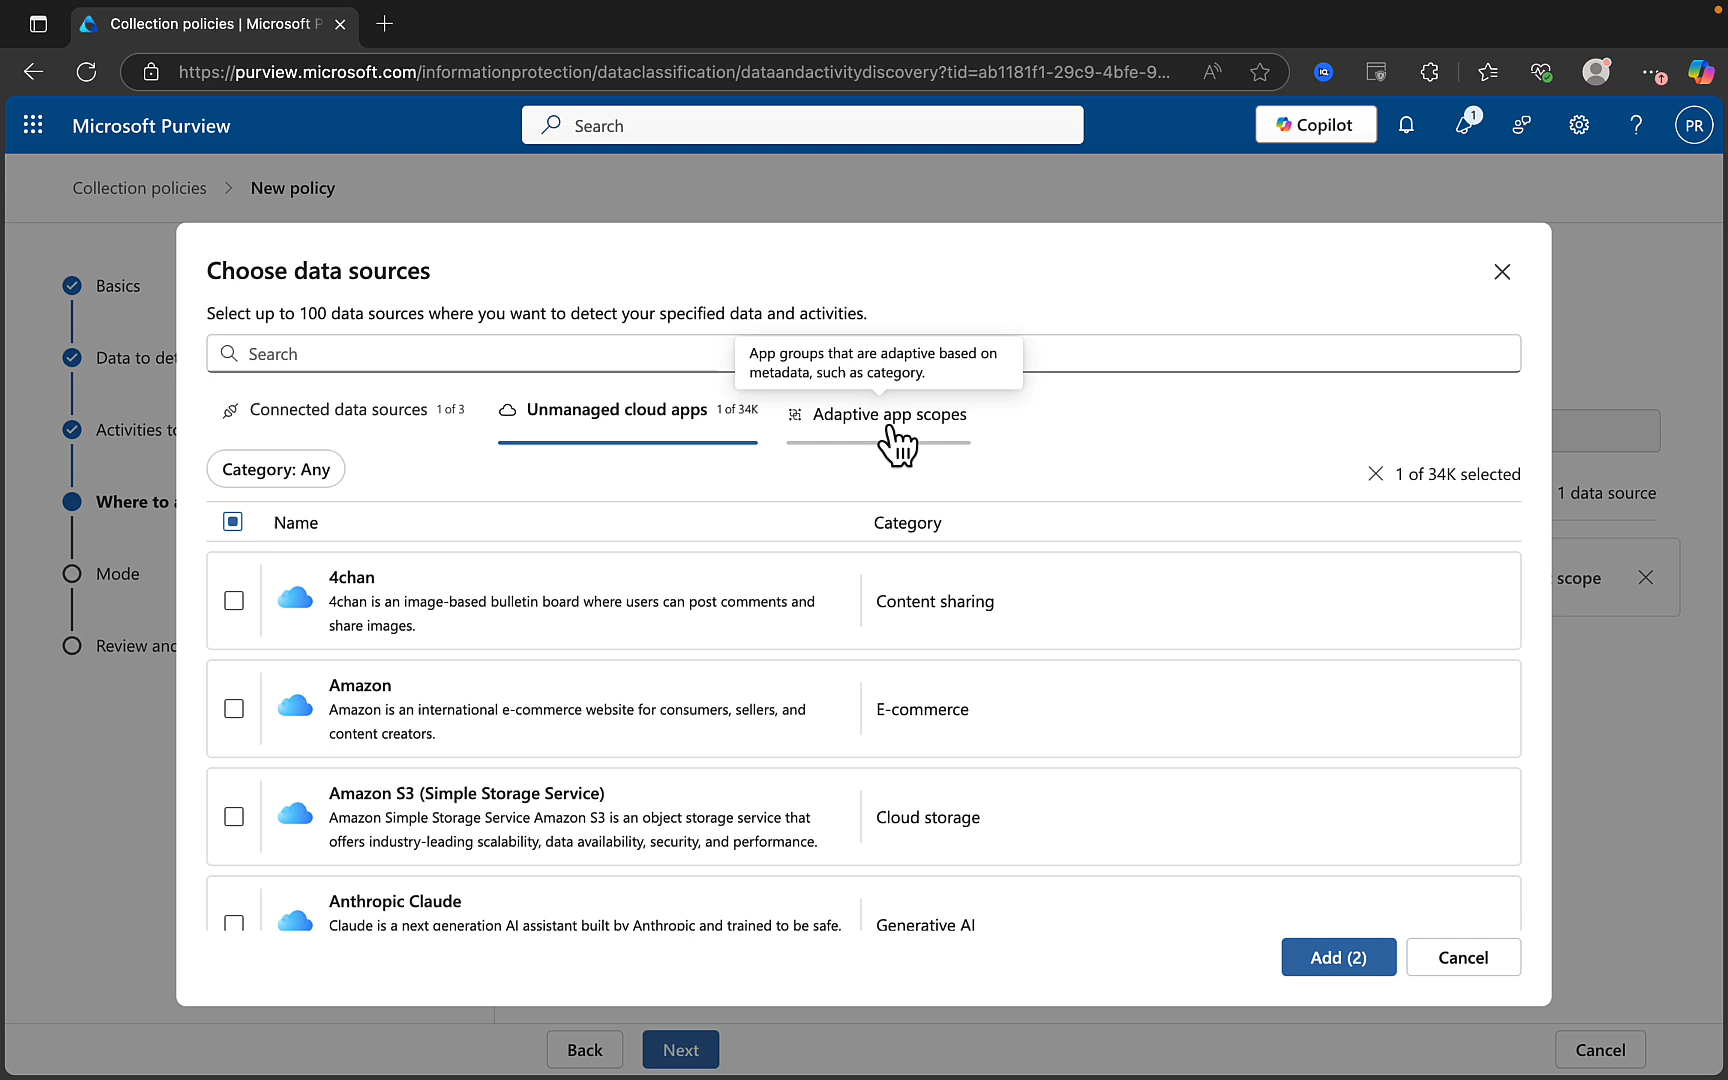 Collection policies | Microsoft P
https://purview.microsoft.com/informationprotection/dataclassification/dataandactivitydiscovery?tid=ab1181f1-29c9-4bfe-9...
Microsoft Purview
Search
Copilot
1
PR
Collection policies > New policy
Basics
Data to det
Activities to
Where to a
Mode
Review and
Choose data sources
Select up to 100 data sources where you want to detect your specified data and activities.
Search
App groups that are adaptive based on
metadata, such as category.
Connected data sources 1 of 3
Unmanaged cloud apps 1 of 34K
Adaptive app scopes
Category: Any
1 of 34K selected
Name
Category
4chan
4chan is an image-based bulletin board where users can post comments and
share images.
Content sharing
Amazon
Amazon is an international e-commerce website for consumers, sellers, and
content creators.
E-commerce
Amazon S3 (Simple Storage Service)
Amazon Simple Storage Service Amazon S3 is an object storage service that
offers industry-leading scalability, data availability, security, and performance.
Cloud storage
Anthropic Claude
Claude is a next generation AI assistant built by Anthropic and trained to be safe,
Generative AI
Add (2)
Cancel
1 data source
scope
Back
Next
Cancel